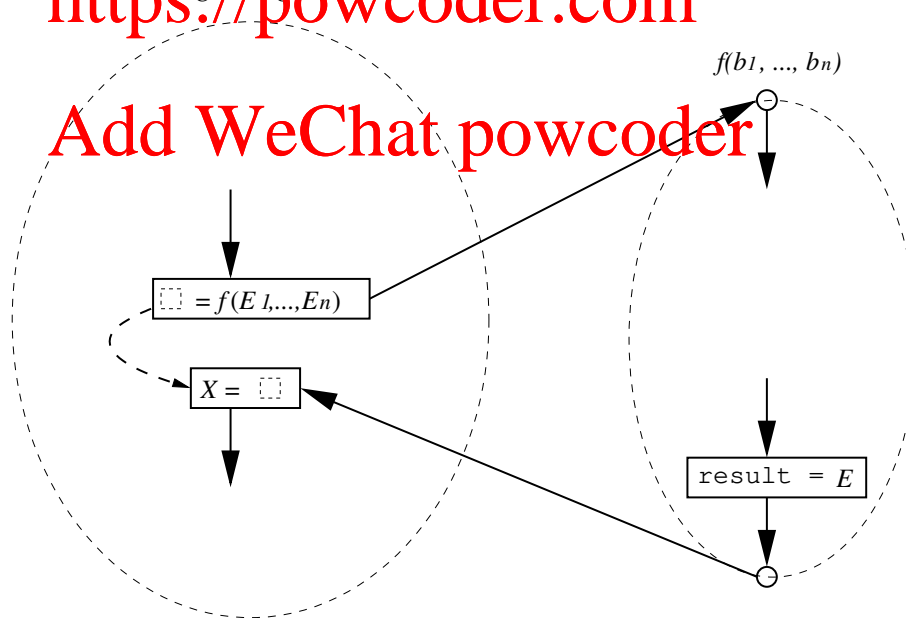 https://powcoder.com
f(b1, ..., bn)
Add WeChat powcoder
= f(E1,...,En)
X =
result = E